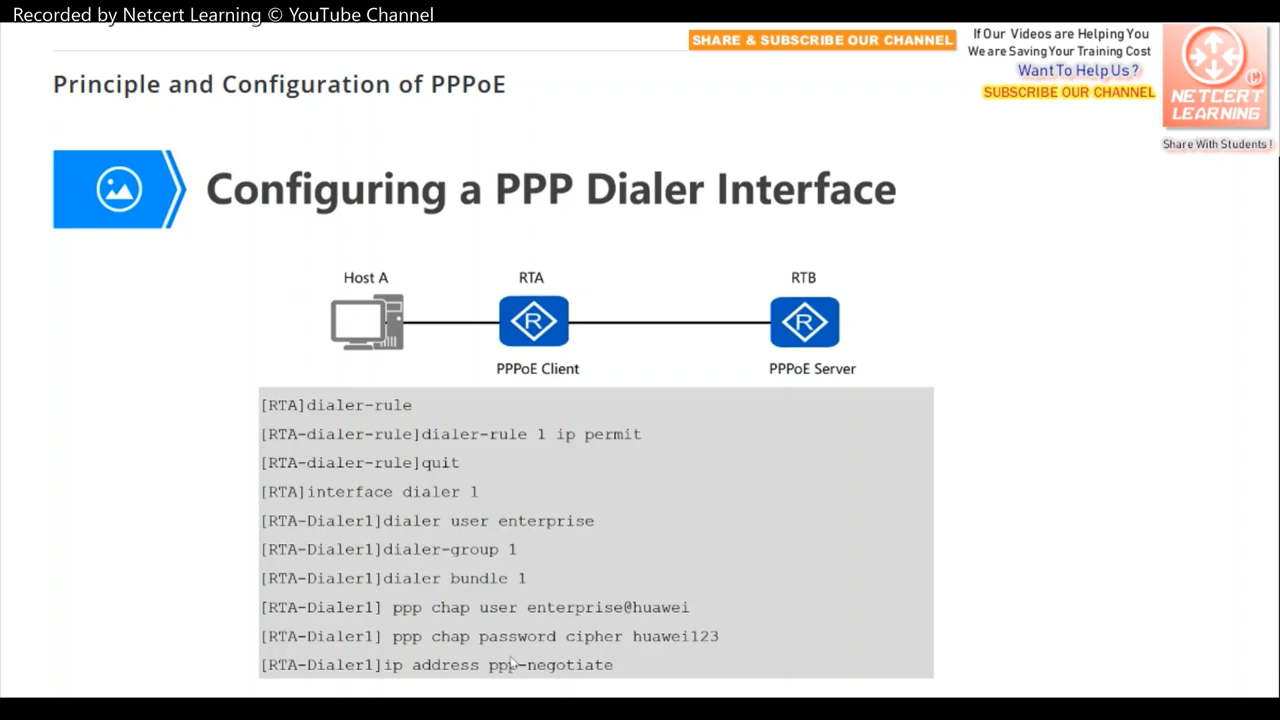 Recorded by Netcert Learning © YouTube Channel
SHARE & SUBSCRIBE OUR CHANNEL
If Our Videos are Helping You
We are Saving Your Training Cost
Want To Help Us ?
SUBSCRIBE OUR CHANNEL
©
NETCERT
LEARNING
Share With Students !
Principle and Configuration of PPPoE
Configuring a PPP Dialer Interface
Host A
RTA
RTB
R
R
PPPoE Client
PPPoE Server
[RTA]dialer-rule
[RTA-dialer-rule]dialer-rule 1 ip permit
[RTA-dialer-rule]quit
[RTA]interface dialer 1
[RTA-Dialer1]dialer user enterprise
[RTA-Dialer1]dialer-group 1
[RTA-Dialer1]dialer bundle 1
[RTA-Dialer1] ppp chap user enterprise@huawei
[RTA-Dialer1] ppp chap password cipher huawei123
[RTA-Dialer1]ip address ppp-negotiate